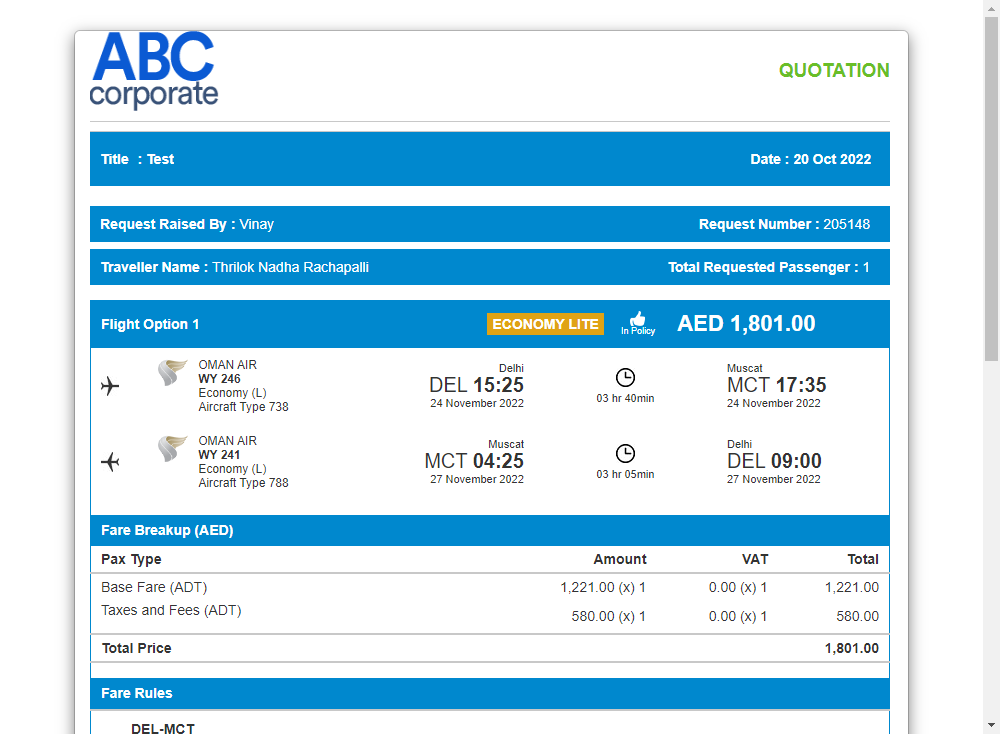 ABC
corporate
QUOTATION
Title : Test
Date : 20 Oct 2022
Request Raised By : Vinay
Request Number : 205148
Traveller Name : Thrilok Nadha Rachapalli
Total Requested Passenger : 1
Flight Option 1
ECONOMY LITE
In Policy
AED 1,801.00
OMAN AIR
WY 246
Economy (L)
Aircraft Type 738
Delhi
DEL 15:25
24 November 2022
03 hr 40min
Muscat
MCT 17:35
24 November 2022
OMAN AIR
WY 241
Economy (L)
Aircraft Type 788
Muscat
MCT 04:25
27 November 2022
03 hr 05min
Delhi
DEL 09:00
27 November 2022
Fare Breakup (AED)
Pax Type Amount VAT Total
Base Fare (ADT) 1,221.00 (x) 1 0.00 (x) 1 1,221.00
Taxes and Fees (ADT) 580.00 (x) 1 0.00 (x) 1 580.00
Total Price 1,801.00
Fare Rules
DEL-MCT